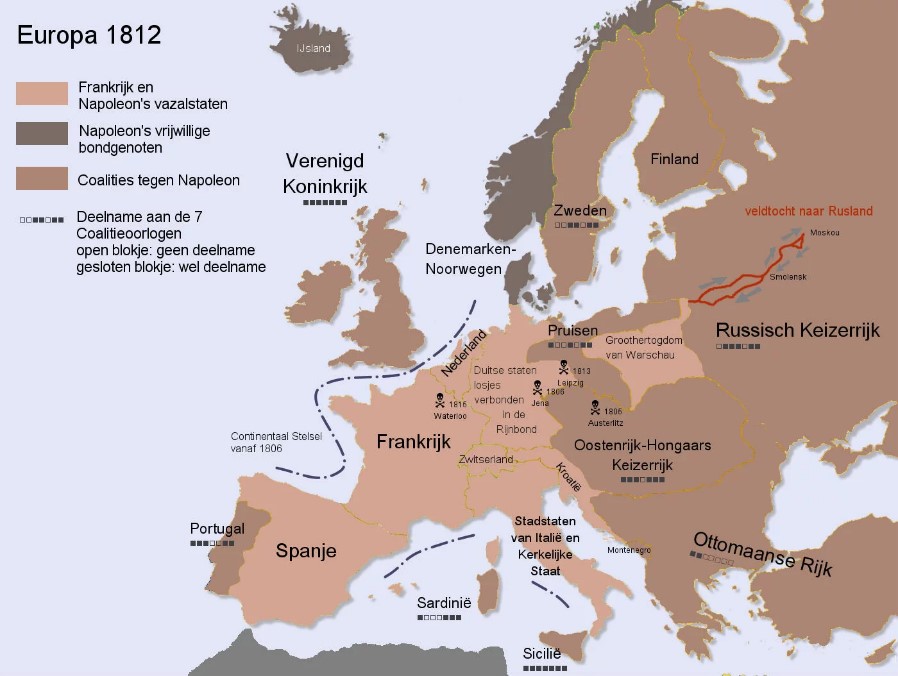 Europa 1812
Frankrijk en
Napoleon's vazalstaten
Napoleon's vrijwillige
bondgenoten
Coalities tegen Napoleon
Deelname aan de 7
Coalitieoorlogen
open blokje: geen deelname
gesloten blokje: wel deelname
IJsland
Verenigd
Koninkrijk
Finland
Zweden
veldtocht naar Rusland
Moskou
Smolensk
Denemarken-
Noorwegen
Russisch Keizerrijk
Pruisen
Groothertogdom
van Warschau
Nederland
Duitse staten
losjes
verbonden
in de
Rijnbond
1813
Leipzig
1806
Jena
1815
Waterloo
1805
Austerlitz
Continentaal Stelsel
vanaf 1806
Frankrijk
Oostenrijk-Hongaars
Keizerrijk
Zwitserland
Kroatië
Portugal
Spanje
Stadstaten
van Italië en
Kerkelijke
Staat
Montenegro
Ottomaanse Rijk
Sardinië
Sicilië